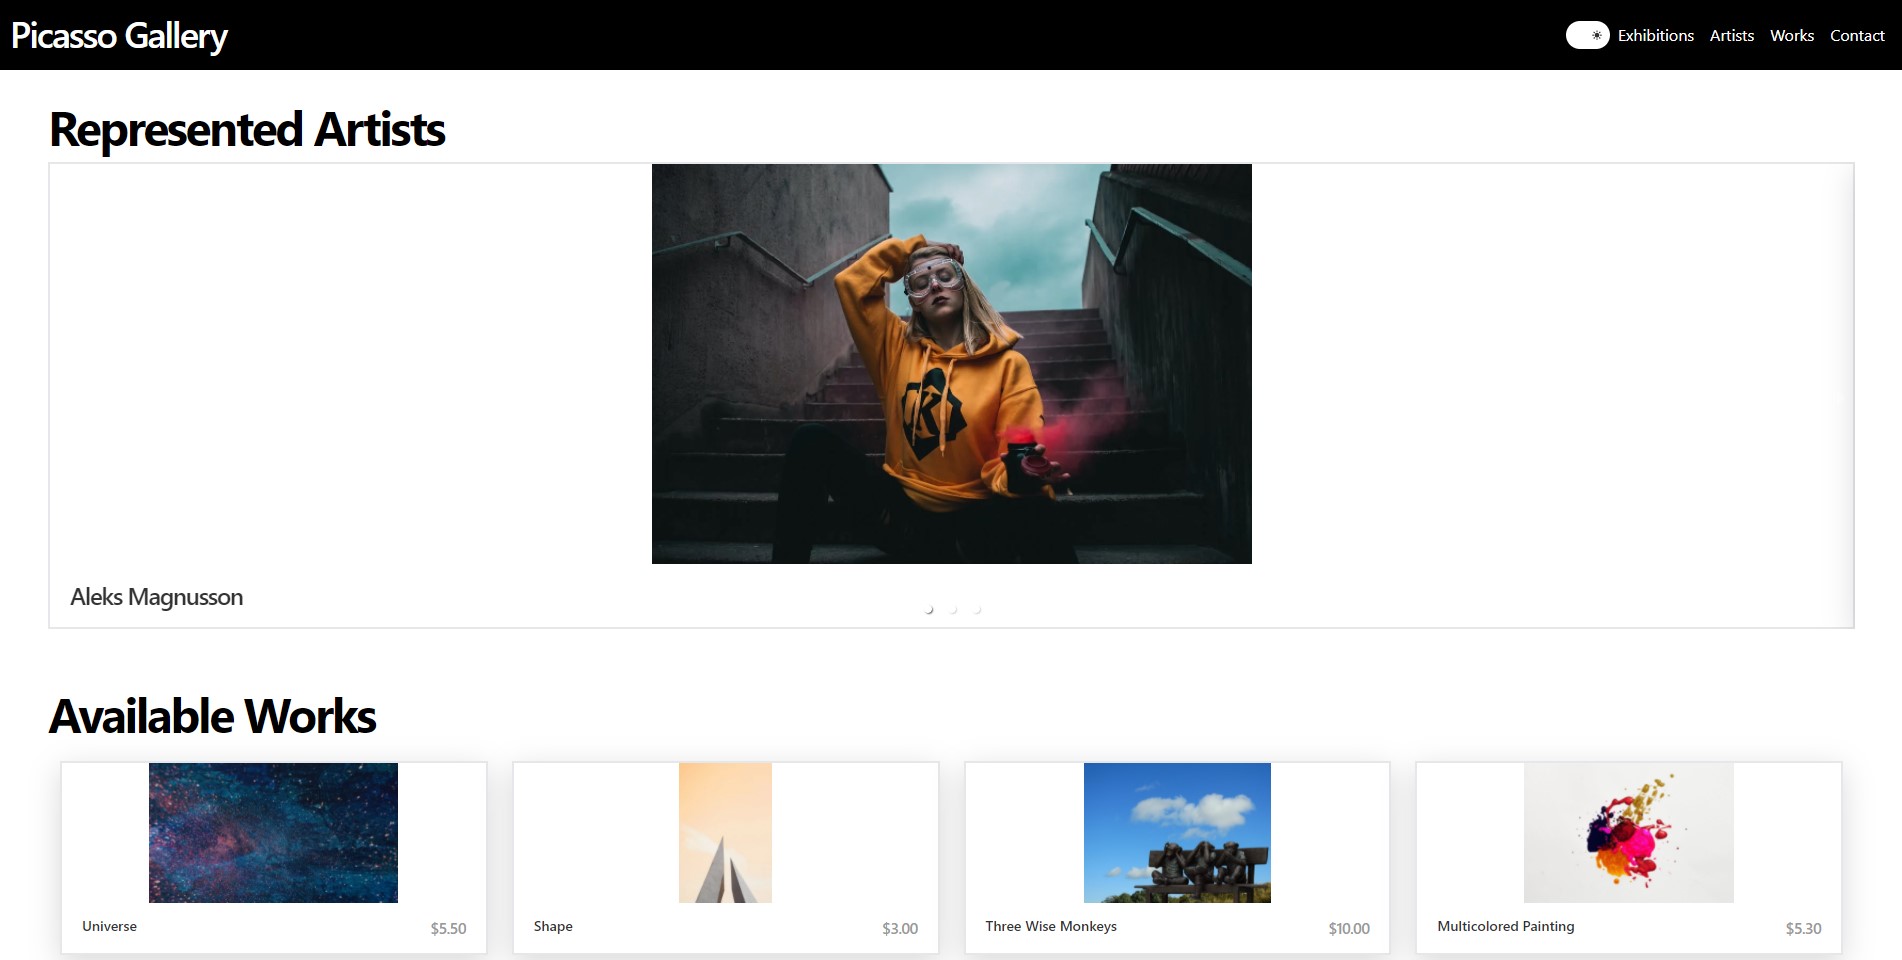 Picasso Gallery
Exhibitions Artists Works Contact
Represented Artists
Aleks Magnusson
Available Works
Universe $5.50
Shape $3.00
Three Wise Monkeys $10.00
Multicolored Painting $5.30